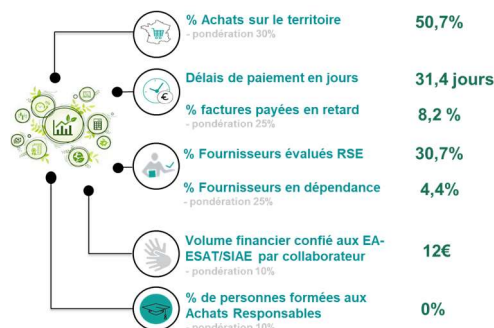 % Achats sur le territoire
- pondération 30%
50,7%
Délais de paiement en jours
31,4 jours
% factures payées en retard
- pondération 25%
8,2 %
% Fournisseurs évalués RSE
30,7%
% Fournisseurs en dépendance
- pondération 25%
4,4%
Volume financier confié aux EA-
ESAT/SIAE par collaborateur
- pondération 10%
12€
% de personnes formées aux
Achats Responsables
- pondération 10%
0%